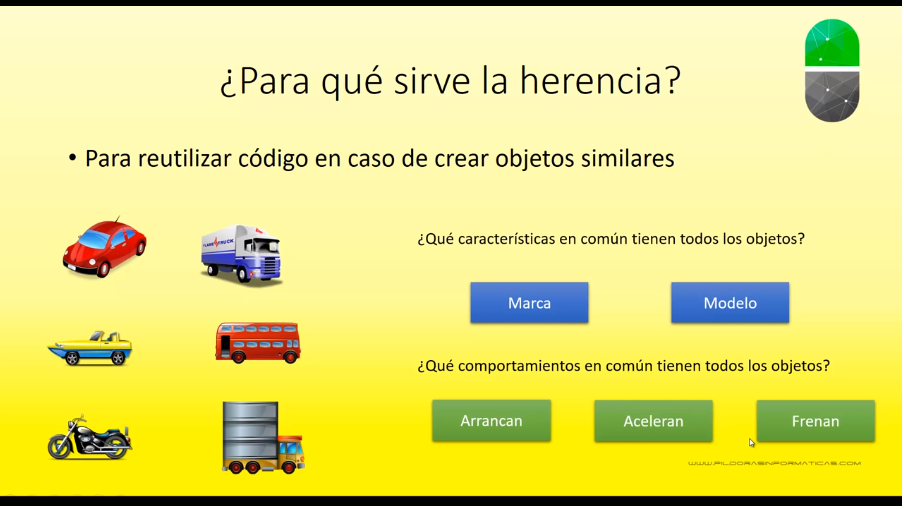 ¿Para qué sirve la herencia?
• Para reutilizar código en caso de crear objetos similares
¿Qué características en común tienen todos los objetos?
Marca
Modelo
¿Qué comportamientos en común tienen todos los objetos?
Arrancan
Aceleran
Frenan
WWW.PILDORASINFORMATICAS.COM